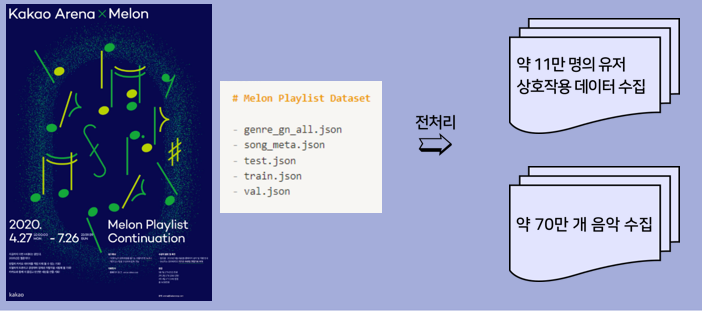 Kakao Arena × Melon
2020.
4.27 MON - 7.26 SUN
Melon Playlist
Continuation
kakao
# Melon Playlist Dataset
- genre_gn_all.json
- song_meta.json
- test.json
- train.json
- val.json
전처리
약 11만 명의 유저
상호작용 데이터 수집
약 70만 개 음악 수집